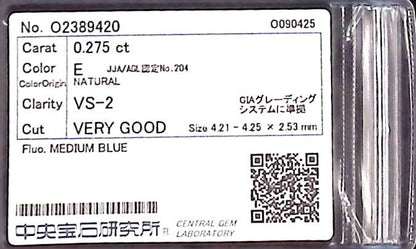 No. O2389420 O090425
Carat 0.275 ct
Color E JJA/AGL認定No.204
ColorOrigin NATURAL
Clarity VS-2 GIAグレーディングシステムに準拠
Cut VERY GOOD Size 4.21 - 4.25 × 2.53 mm
Fluo. MEDIUM BLUE
中央宝石研究所® CENTRAL GEM
LABORATORY.